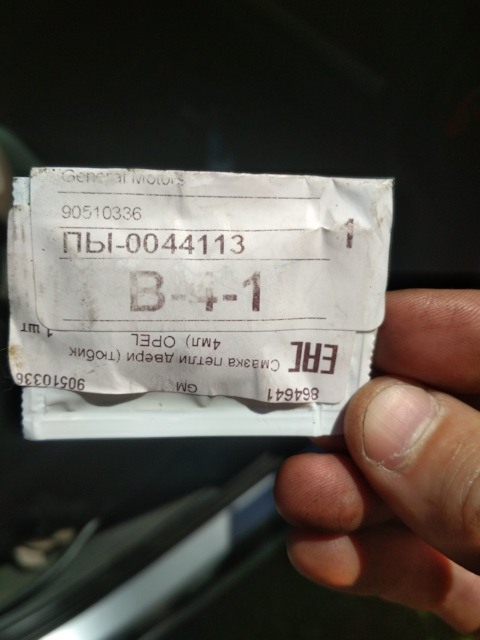 General Motors
90510336
1
ПЫ-0044113
В-4-1
864641 GM 90510336
Смазка петли двери (тюбик
4мл) OPEL
EAC
1 шт